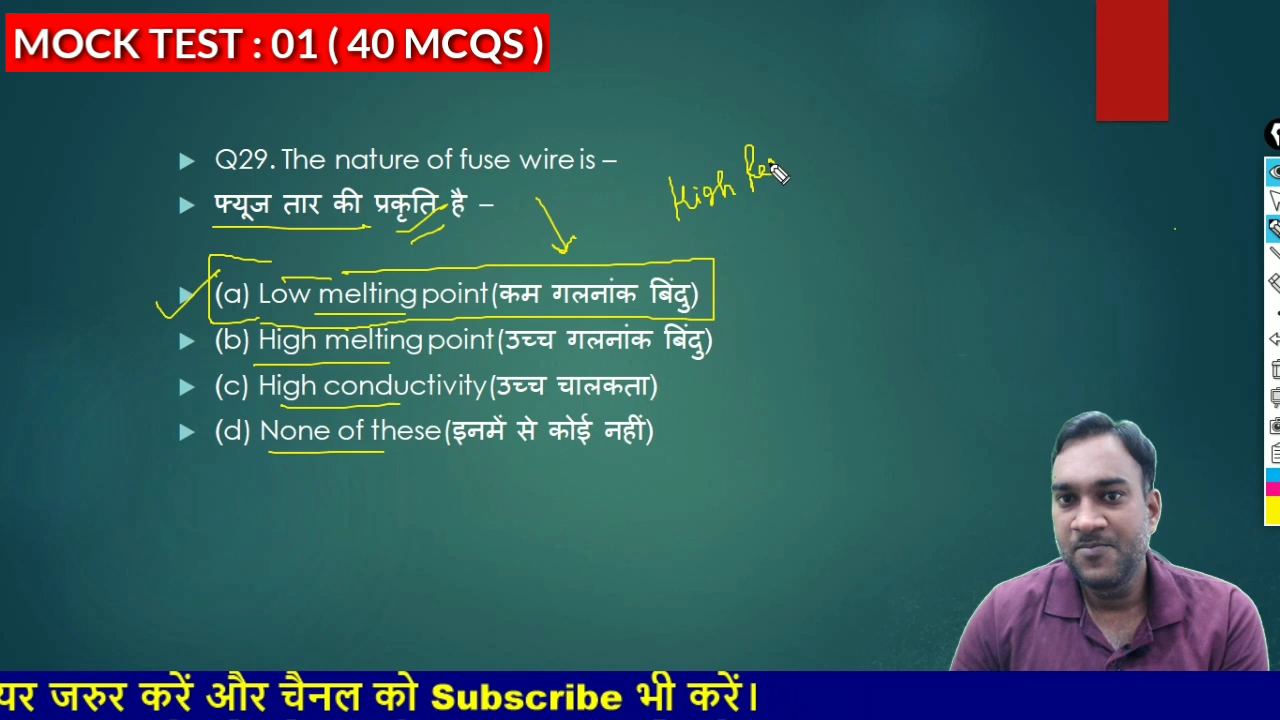 MOCK TEST : 01 ( 40 MCQS )
Q29. The nature of fuse wire is –
फ्यूज तार की प्रकृति है –
High
(a) Low melting point(कम गलनांक बिंदु)
(b) High melting point(उच्च गलनांक बिंदु)
(c) High conductivity(उच्च चालकता)
(d) None of these(इनमें से कोई नहीं)
यर जरुर करें और चैनल को Subscribe भी करें।